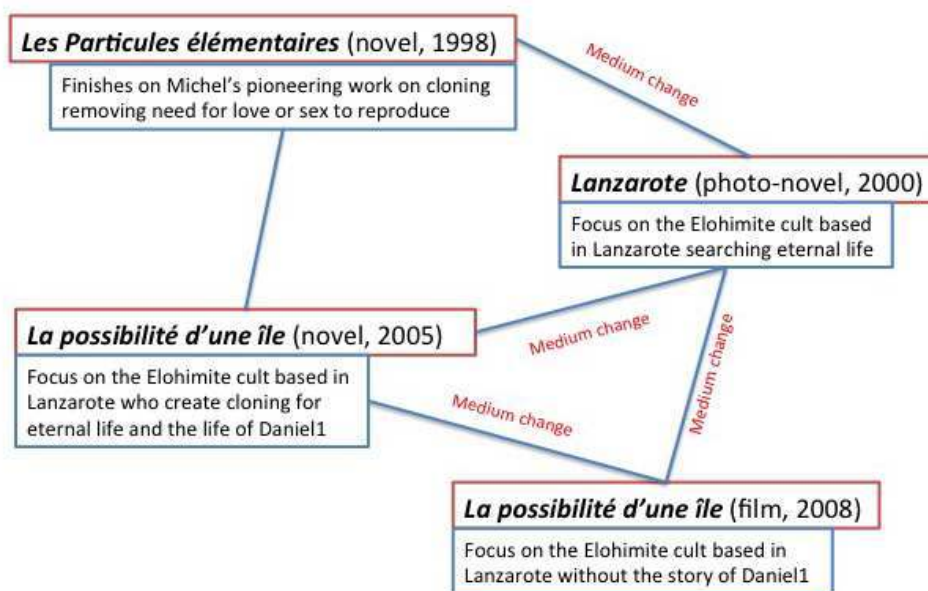 Les Particules élémentaires (novel, 1998)
Finishes on Michel's pioneering work on cloning
removing need for love or sex to reproduce
Medium change
Lanzarote (photo-novel, 2000)
Focus on the Elohimite cult based
in Lanzarote searching eternal life
La possibilité d'une île (novel, 2005)
Focus on the Elohimite cult based in
Lanzarote who create cloning for
eternal life and the life of Daniel1
Medium change
Medium change
Medium change
La possibilité d'une île (film, 2008)
Focus on the Elohimite cult based in
Lanzarote without the story of Daniel1